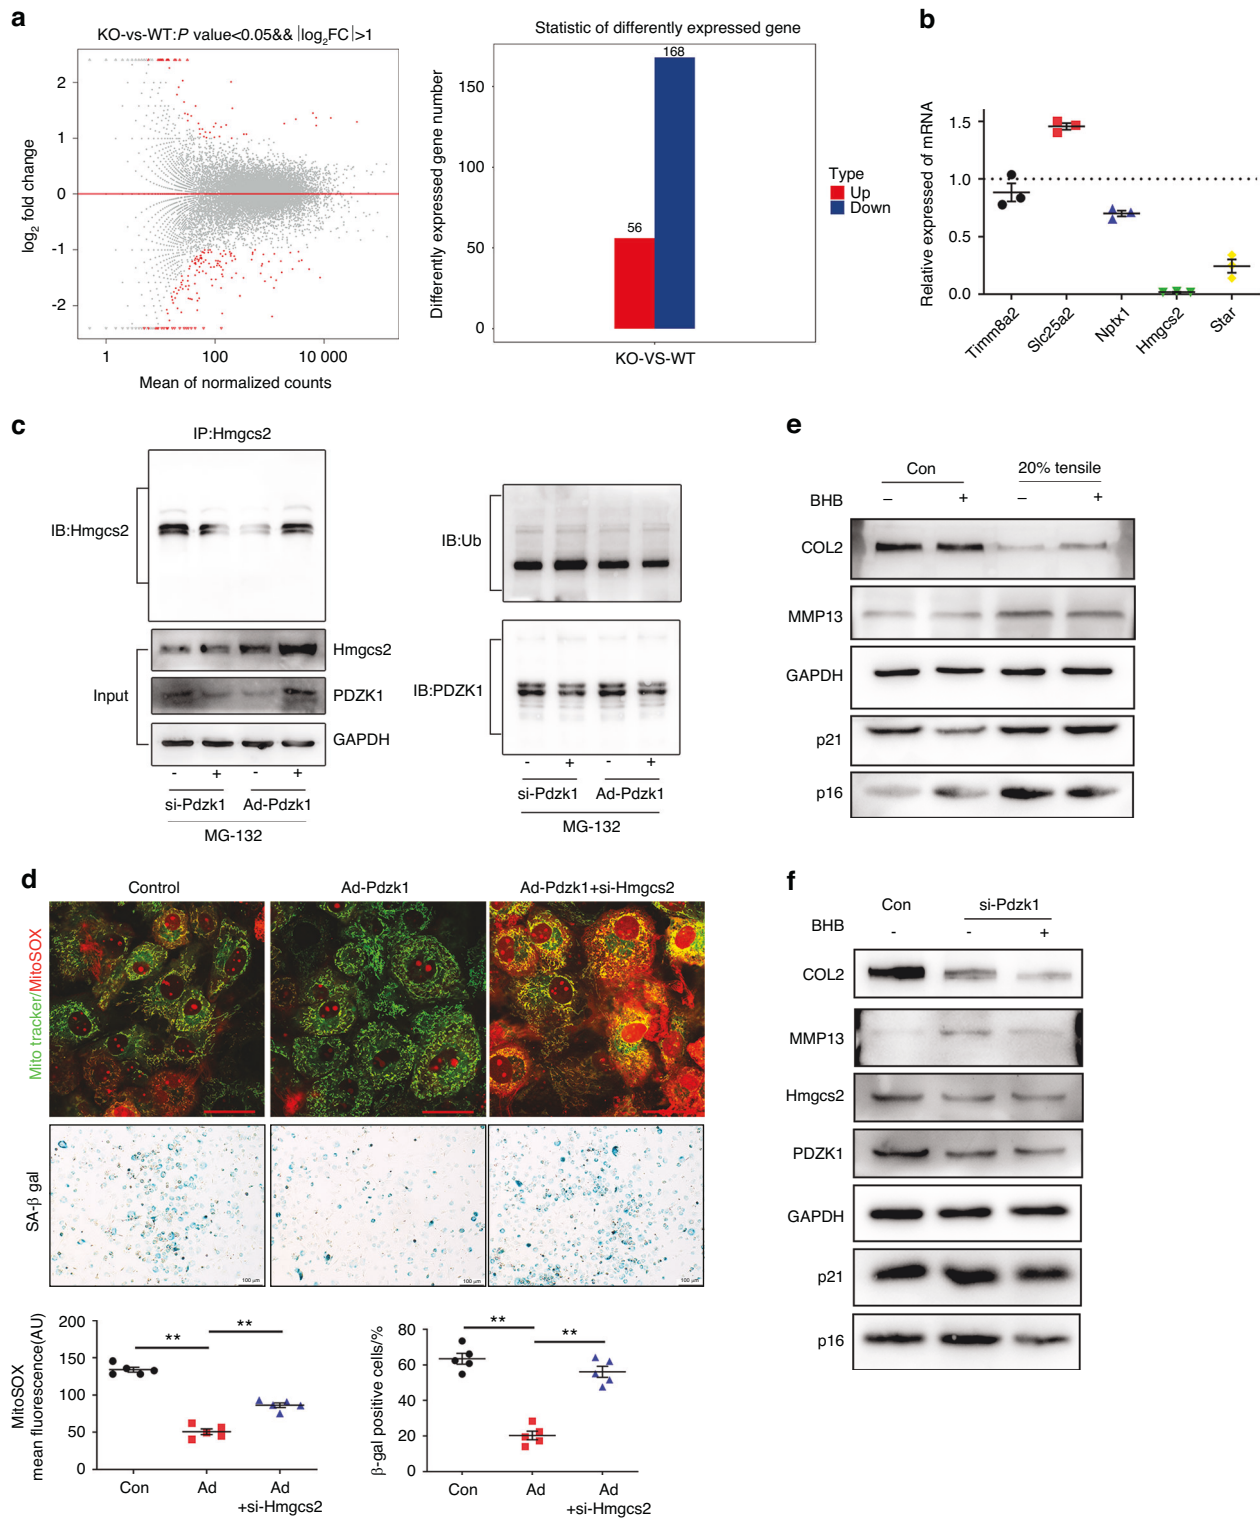 a
KO-vs-WT:P value<0.05&& |log2FC|>1
log2 fold change
2
1
0
-1
-2
1
100
10 000
Mean of normalized counts
Statistic of differently expressed gene
Differently expressed gene number
150
100
50
0
56
168
KO-VS-WT
Type
Up
Down
b
Relative expressed of mRNA
1.5
1.0
0.5
0.0
Timm8a2
Slc25a2
Nptx1
Hmgcs2
Star
c
IP:Hmgcs2
IB:Hmgcs2
Input
Hmgcs2
PDZK1
GAPDH
- + - +
si-Pdzk1 Ad-Pdzk1
MG-132
IB:Ub
IB:PDZK1
- + - +
si-Pdzk1 Ad-Pdzk1
MG-132
e
Con 20% tensile
BHB – + – +
COL2
MMP13
GAPDH
p21
p16
d
Control Ad-Pdzk1 Ad-Pdzk1+si-Hmgcs2
Mito tracker/MitoSOX
SA-β gal
100 μm
100 μm
100 μm
MitoSOX
mean fluorescence(AU)
200
150
100
50
0
** **
Con Ad Ad
+si-Hmgcs2
β-gal positive cells/%
80
60
40
20
0
** **
Con Ad Ad
+si-Hmgcs2
f
Con si-Pdzk1
BHB - - +
COL2
MMP13
Hmgcs2
PDZK1
GAPDH
p21
p16